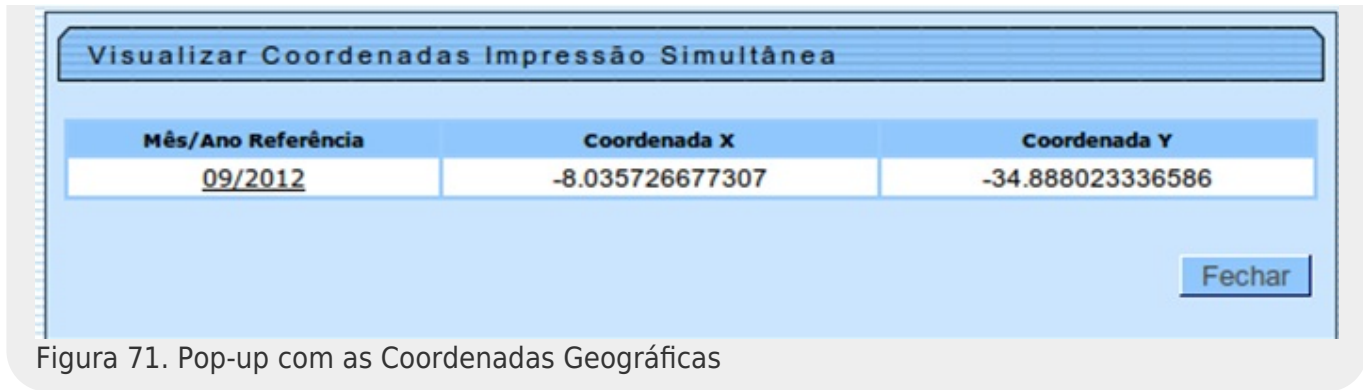 Visualizar Coordenadas Impressão Simultânea
Mês/Ano Referência Coordenada X Coordenada Y
09/2012 -8.035726677307 -34.888023336586
Fechar
Figura 71. Pop-up com as Coordenadas Geográficas